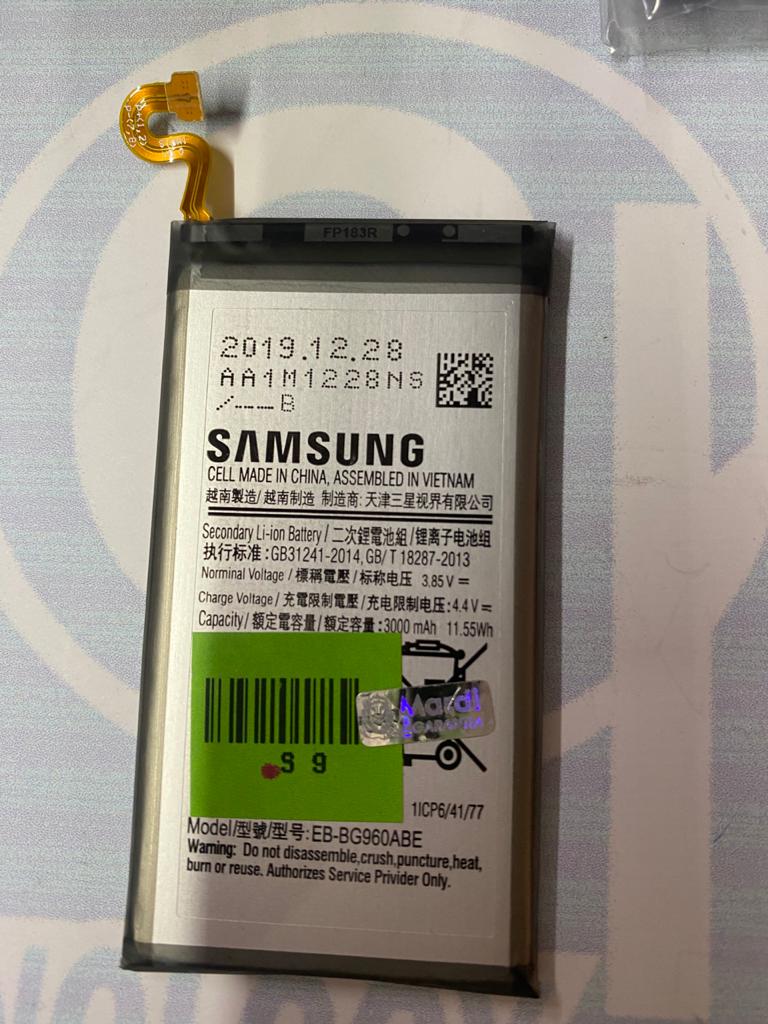 FP183R
2019.12.28
AA1M1228NS
/---B
SAMSUNG
CELL MADE IN CHINA, ASSEMBLED IN VIETNAM
越南製造/越南制造 制造商: 天津三星视界有限公司
Secondary Li-ion Battery/二次鋰電池組/锂离子电池组
执行标准:GB31241-2014, GB/T 18287-2013
Norminal Voltage/標稱電壓/标称电压 3.85V⎓
Charge Voltage/充電限制電壓/充电限制电压:4.4V⎓
Capacity/額定電容量/额定容量:3000 mAh 11.55Wh
S 9
1ICP6/41/77
Model/型號/型号:EB-BG960ABE
Warning: Do not disassemble,crush,puncture,heat,
burn or reuse. Authorizes Service Privider Only.